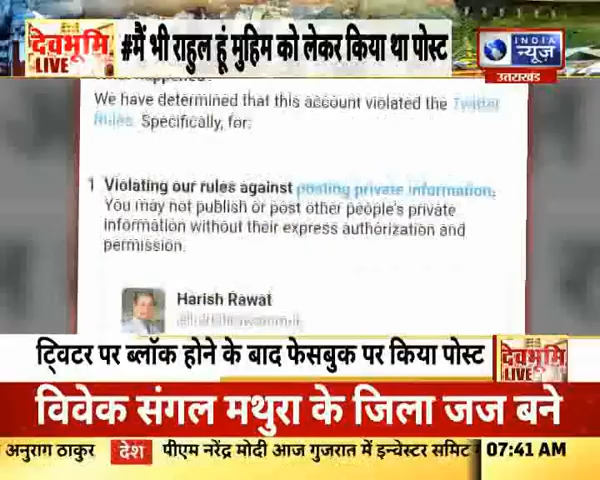 देवभूमि
LIVE
#मैं भी राहुल हूं मुहिम को लेकर किया था पोस्ट
INDIA
न्यूज़
उत्तराखंड
We have determined that this account violated the Twitter
Rules. Specifically, for:
1 Violating our rules against posting private information.
You may not publish or post other people's private
information without their express authorization and
permission.
Harish Rawat
ट्विटर पर ब्लॉक होने के बाद फेसबुक पर किया पोस्ट
देवभूमि
LIVE
विवेक संगल मथुरा के जिला जज बने
अनुराग ठाकुर देश पीएम नरेंद्र मोदी आज गुजरात में इन्वेस्टर समिट 07:41 AM